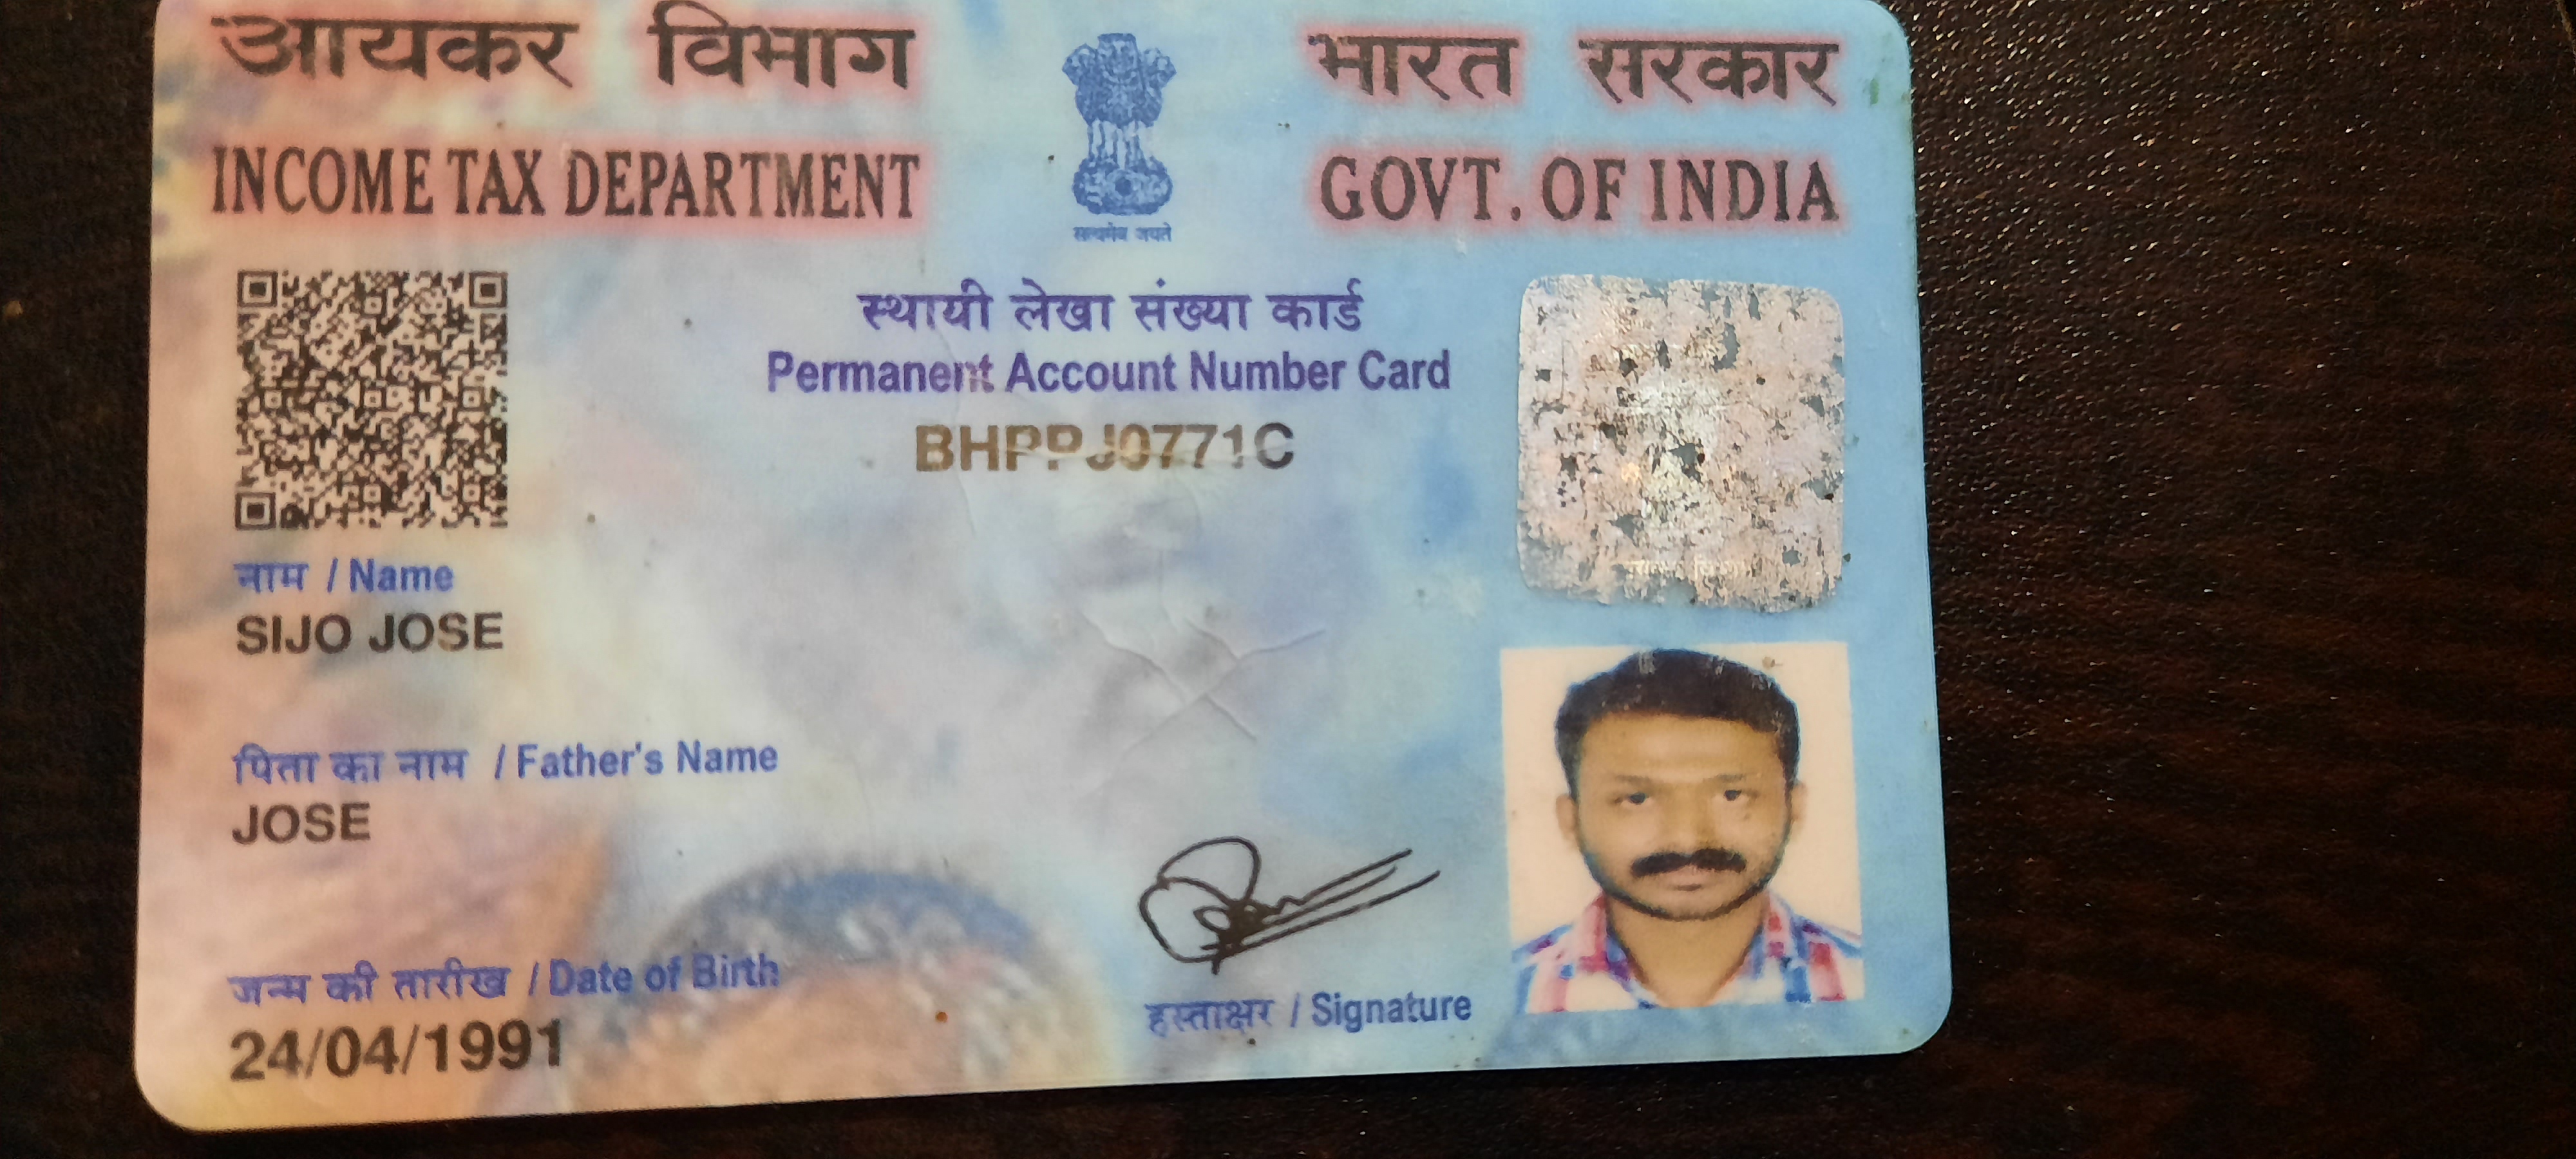 आयकर विभाग
INCOME TAX DEPARTMENT
भारत सरकार
GOVT. OF INDIA
सत्यमेव जयते
स्थायी लेखा संख्या कार्ड
Permanent Account Number Card
BHPPJ0771C
नाम / Name
SIJO JOSE
पिता का नाम / Father's Name
JOSE
जन्म की तारीख / Date of Birth
24/04/1991
हस्ताक्षर / Signature